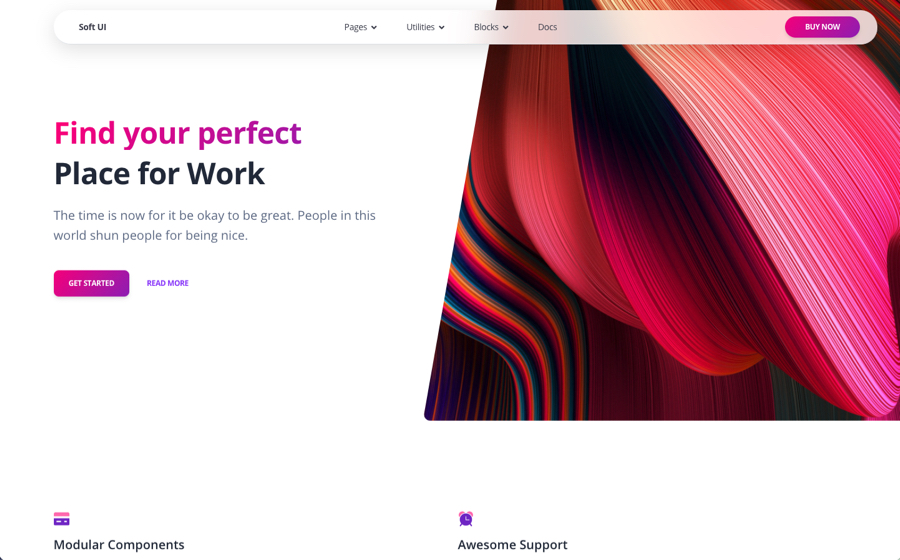 Soft UI
Pages
Utilities
Blocks
Docs
BUY NOW
Find your perfect
Place for Work
The time is now for it be okay to be great. People in this
world shun people for being nice.
GET STARTED
READ MORE
Modular Components
Awesome Support